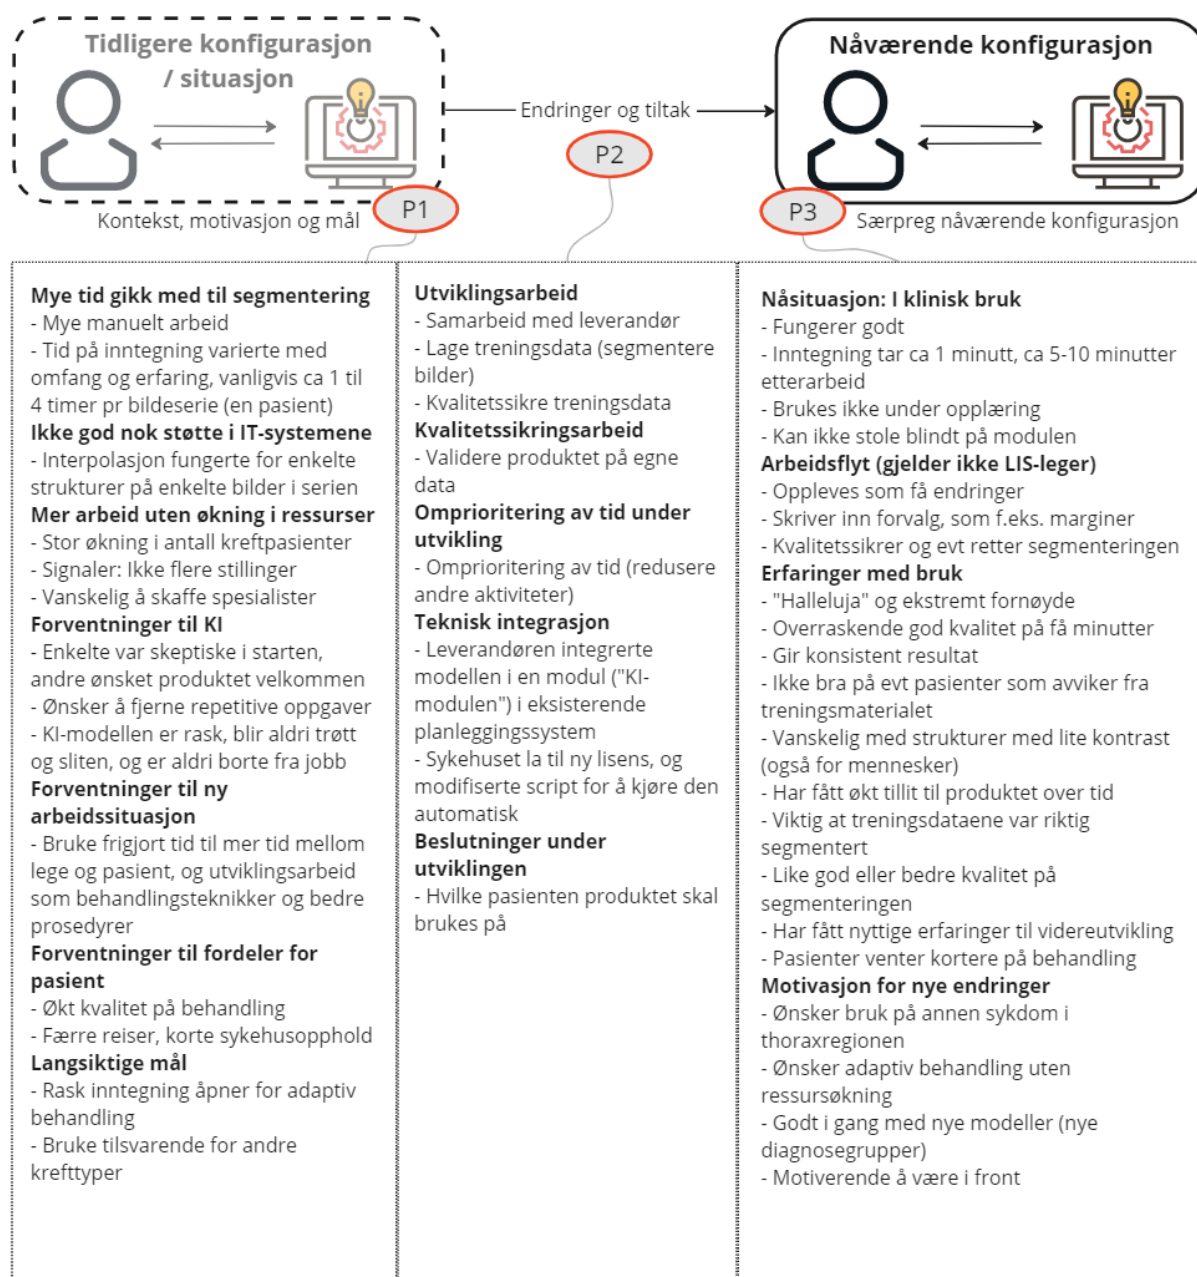 Tidligere konfigurasjon
/ situasjon
Endringer og tiltak
Nåværende konfigurasjon
P1
P2
P3
Kontekst, motivasjon og mål
Særpreg nåværende konfigurasjon
Mye tid gikk med til segmentering
- Mye manuelt arbeid
- Tid på inntegning varierte med
omfang og erfaring, vanligvis ca 1 til
4 timer pr bildeserie (en pasient)
Ikke god nok støtte i IT-systemene
- Interpolasjon fungerte for enkelte
strukturer på enkelte bilder i serien
Mer arbeid uten økning i ressurser
- Stor økning i antall kreftpasienter
- Signaler: Ikke flere stillinger
- Vanskelig å skaffe spesialister
Forventninger til KI
- Enkelte var skeptiske i starten,
andre ønsket produktet velkommen
- Ønsker å fjerne repetitive oppgaver
- KI-modellen er rask, blir aldri trøtt
og sliten, og er aldri borte fra jobb
Forventninger til ny
arbeidssituasjon
- Bruke frigjort tid til mer tid mellom
lege og pasient, og utviklingsarbeid
som behandlingsteknikker og bedre
prosedyrer
Forventninger til fordeler for
pasient
- Økt kvalitet på behandling
- Færre reiser, korte sykehusopphold
Langsiktige mål
- Rask inntegning åpner for adaptiv
behandling
- Bruke tilsvarende for andre
krefttyper
Utviklingsarbeid
- Samarbeid med leverandør
- Lage treningsdata (segmentere
bilder)
- Kvalitetssikre treningsdata
Kvalitetssikringsarbeid
- Validere produktet på egne
data
Omprioritering av tid under
utvikling
- Omprioritering av tid (redusere
andre aktiviteter)
Teknisk integrasjon
- Leverandøren integrerte
modellen i en modul ("KI-
modulen") i eksisterende
planleggingssystem
- Sykehuset la til ny lisens, og
modifiserte script for å kjøre den
automatisk
Beslutninger under
utviklingen
- Hvilke pasienten produktet skal
brukes på
Nåsituasjon: I klinisk bruk
- Fungerer godt
- Inntegning tar ca 1 minutt, ca 5-10 minutter
etterarbeid
- Brukes ikke under opplæring
- Kan ikke stole blindt på modulen
Arbeidsflyt (gjelder ikke LIS-leger)
- Oppleves som få endringer
- Skriver inn forvalg, som f.eks. marginer
- Kvalitetssikrer og evt retter segmenteringen
Erfaringer med bruk
- "Halleluja" og ekstremt fornøyde
- Overraskende god kvalitet på få minutter
- Gir konsistent resultat
- Ikke bra på evt pasienter som avviker fra
treningsmaterialet
- Vanskelig med strukturer med lite kontrast
(også for mennesker)
- Har fått økt tillit til produktet over tid
- Viktig at treningsdataene var riktig
segmentert
- Like god eller bedre kvalitet på
segmenteringen
- Har fått nyttige erfaringer til videreutvikling
- Pasienter venter kortere på behandling
Motivasjon for nye endringer
- Ønsker bruk på annen sykdom i
thoraxregionen
- Ønsker adaptiv behandling uten
ressursøkning
- Godt i gang med nye modeller (nye
diagnosegrupper)
- Motiverende å være i front